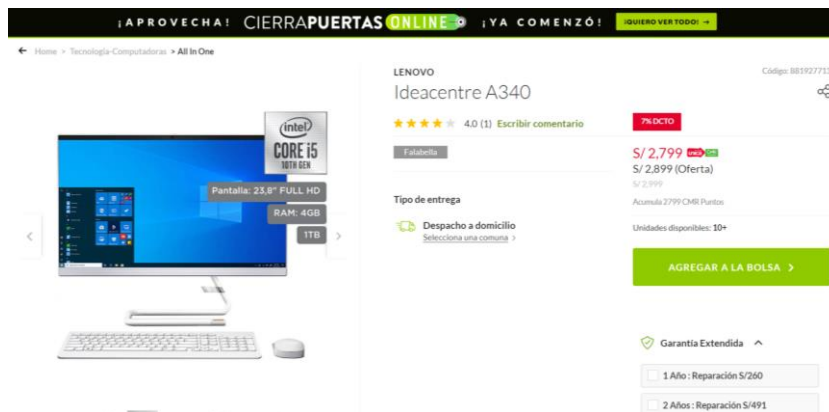 ¡APROVECHA! CIERRAPUERTAS ONLINE ¡YA COMENZÓ! ¡QUIERO VER TODO! →
← Home > Tecnología-Computadoras > All In One
LENOVO
Código: 881927713
Ideacentre A340
4.0 (1) Escribir comentario
7% DCTO
Falabella
S/ 2,799
S/ 2,899 (Oferta)
S/ 2,999
Acumula 2799 CMR Puntos
Tipo de entrega
Despacho a domicilio
Selecciona una comuna >
Unidades disponibles: 10+
AGREGAR A LA BOLSA >
Garantía Extendida
1 Año : Reparación S/260
2 Años : Reparación S/491
intel
CORE i5
10TH GEN
Pantalla: 23,8" FULL HD
RAM: 4GB
1TB